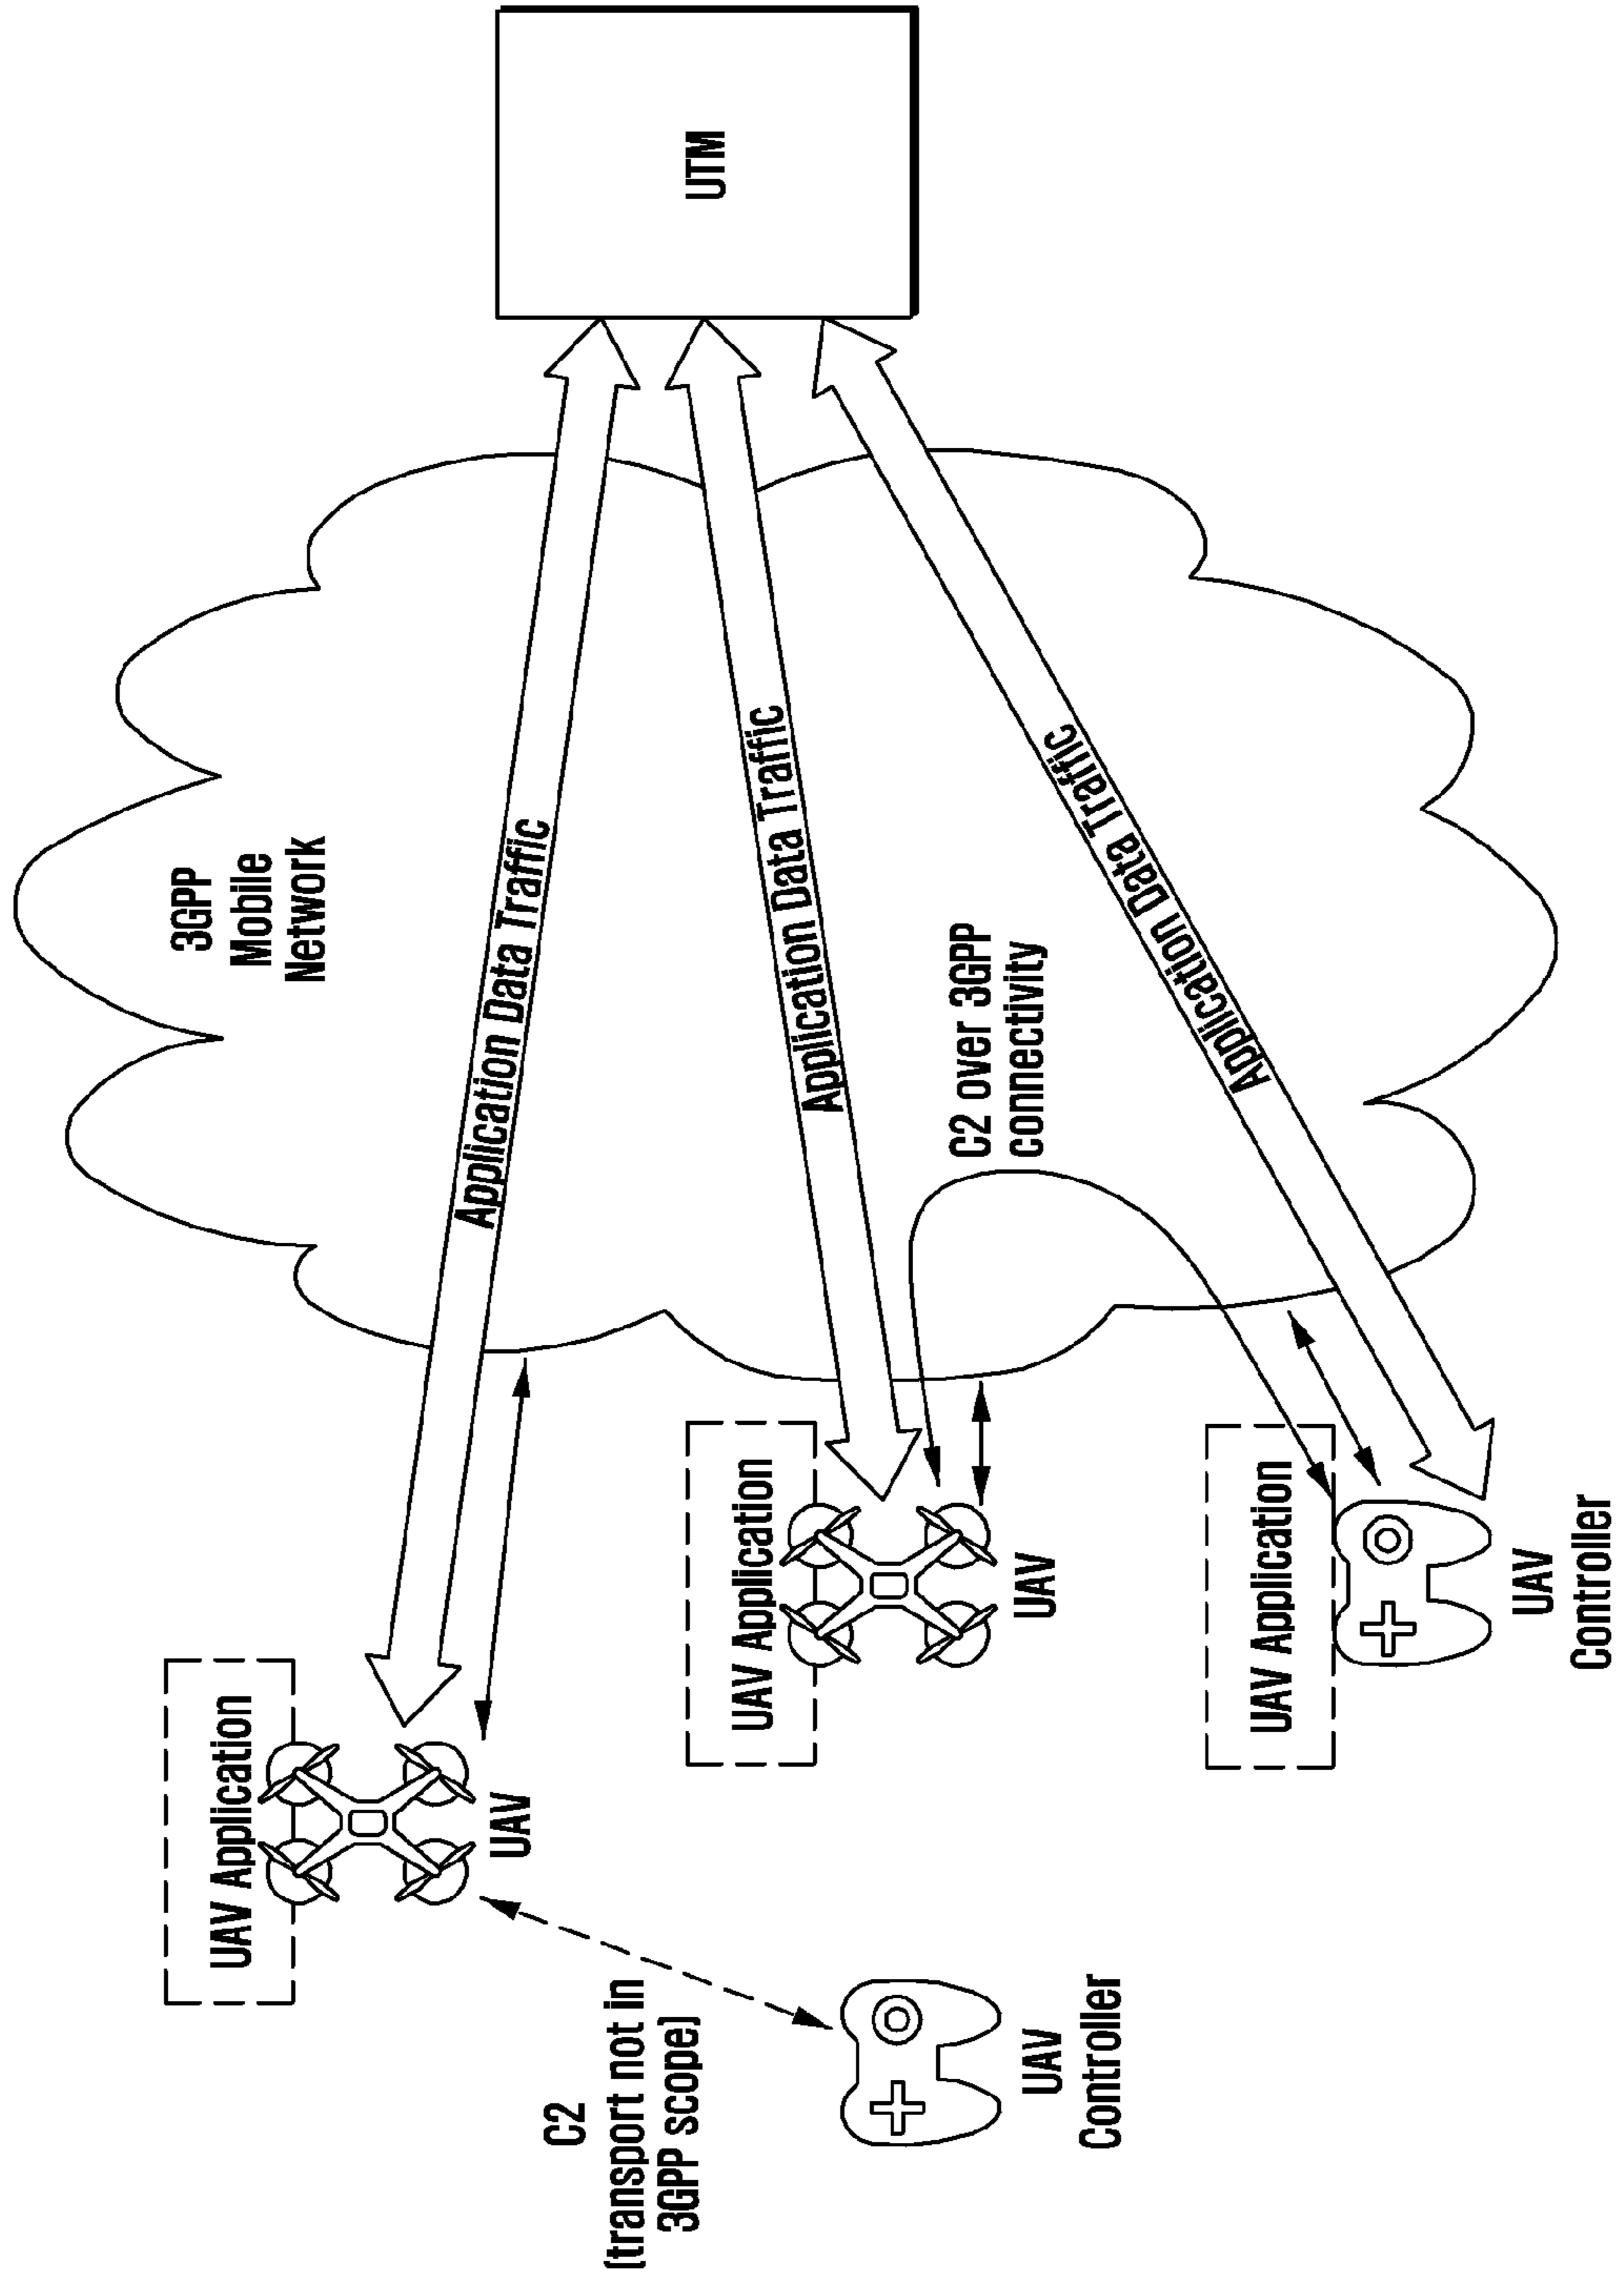 3GPP
Mobile
Network
UAV Application
Application Data Traffic
UAV
C2
(transport not in
3GPP scope)
UTM
UAV Application
Application Data Traffic
C2 over 3GPP
connectivity
UAV
UAV
Controller
Application Data Traffic
UAV Application
UAV
Controller